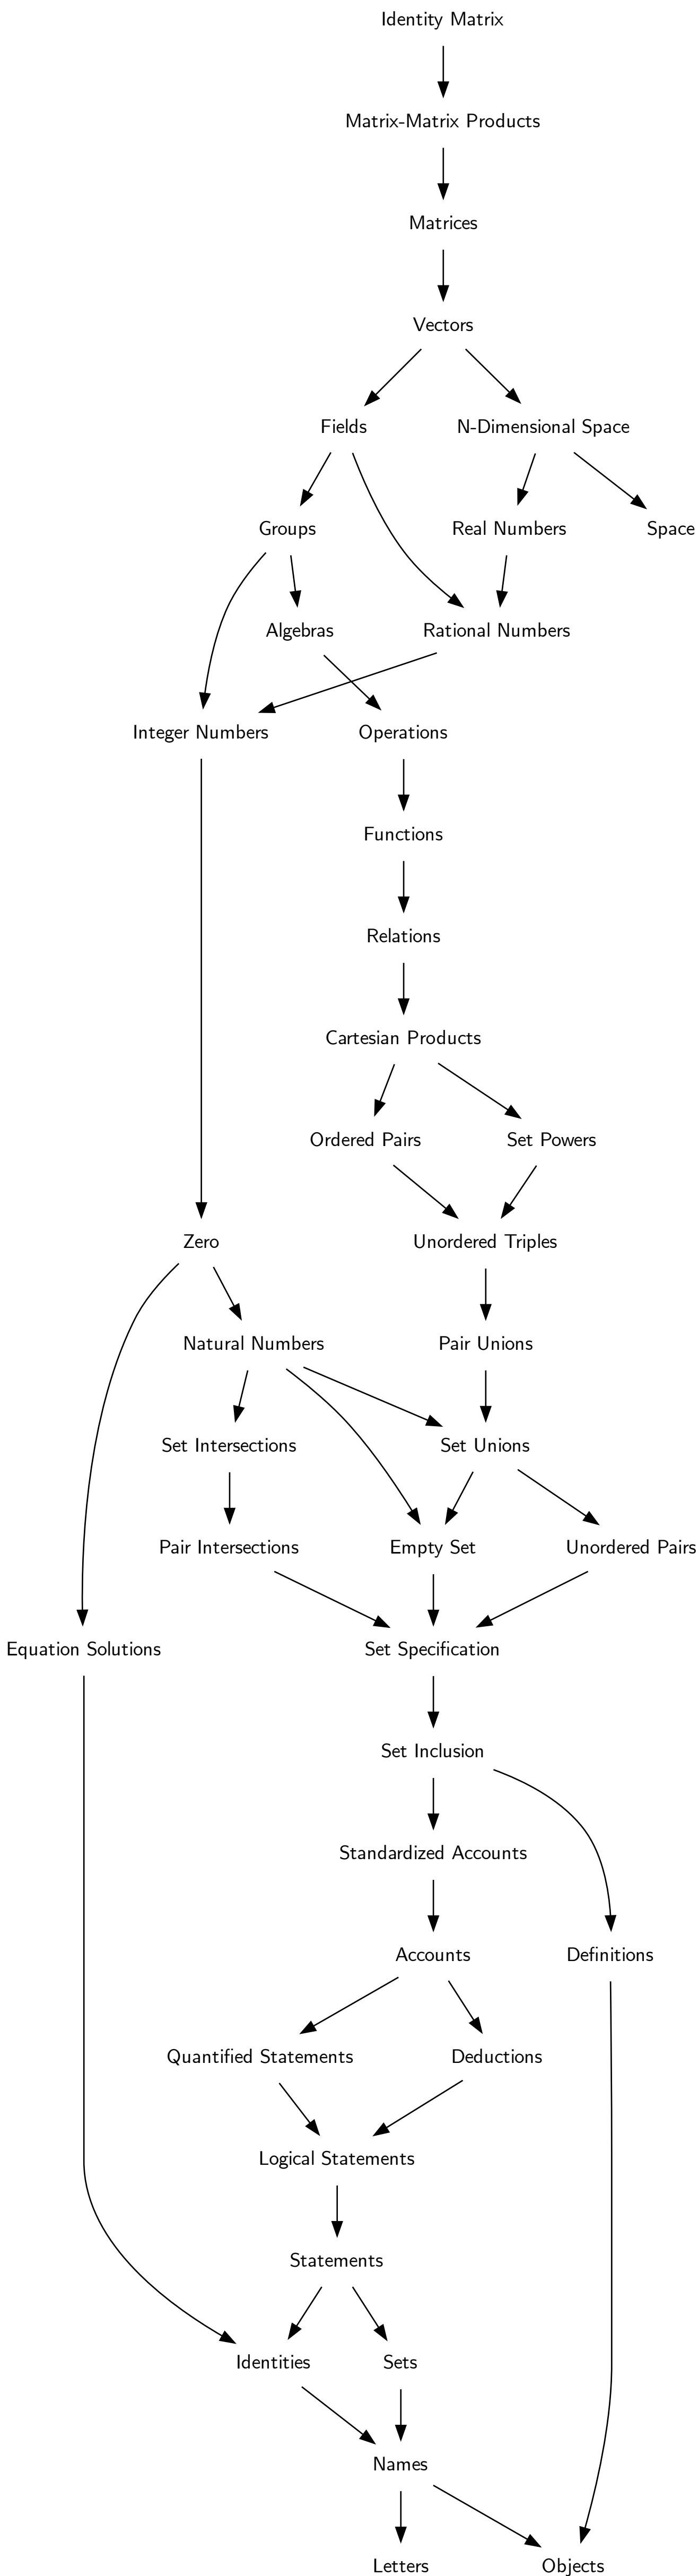 Identity Matrix
Matrix-Matrix Products
Matrices
Vectors
Fields
N-Dimensional Space
Groups
Real Numbers
Space
Algebras
Rational Numbers
Integer Numbers
Operations
Functions
Relations
Cartesian Products
Ordered Pairs
Set Powers
Zero
Unordered Triples
Natural Numbers
Pair Unions
Set Intersections
Set Unions
Pair Intersections
Empty Set
Unordered Pairs
Equation Solutions
Set Specification
Set Inclusion
Standardized Accounts
Accounts
Definitions
Quantified Statements
Deductions
Logical Statements
Statements
Identities
Sets
Names
Letters
Objects